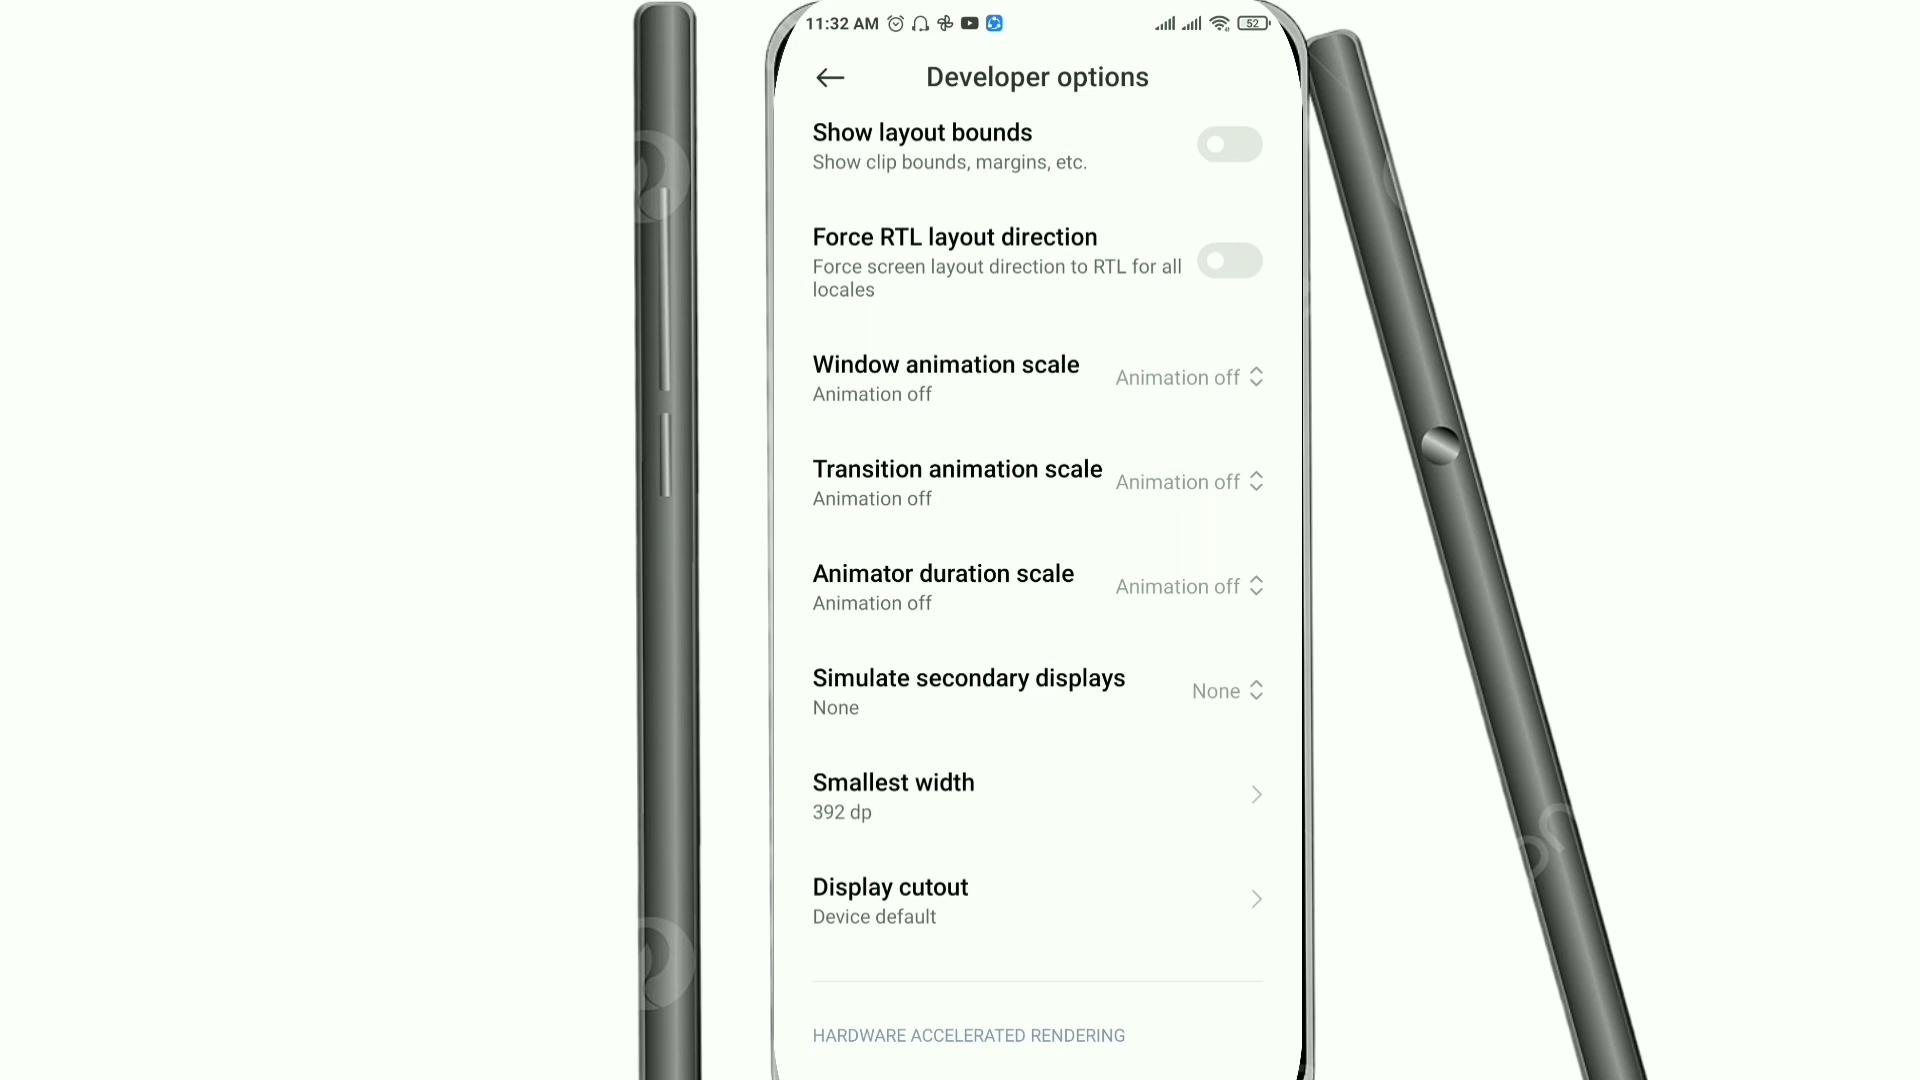 11:32 AM
52
Developer options
Show layout bounds
Show clip bounds, margins, etc.
Force RTL layout direction
Force screen layout direction to RTL for all
locales
Window animation scale
Animation off
Animation off
Transition animation scale
Animation off
Animation off
Animator duration scale
Animation off
Animation off
Simulate secondary displays
None
None
Smallest width
392 dp
Display cutout
Device default
HARDWARE ACCELERATED RENDERING